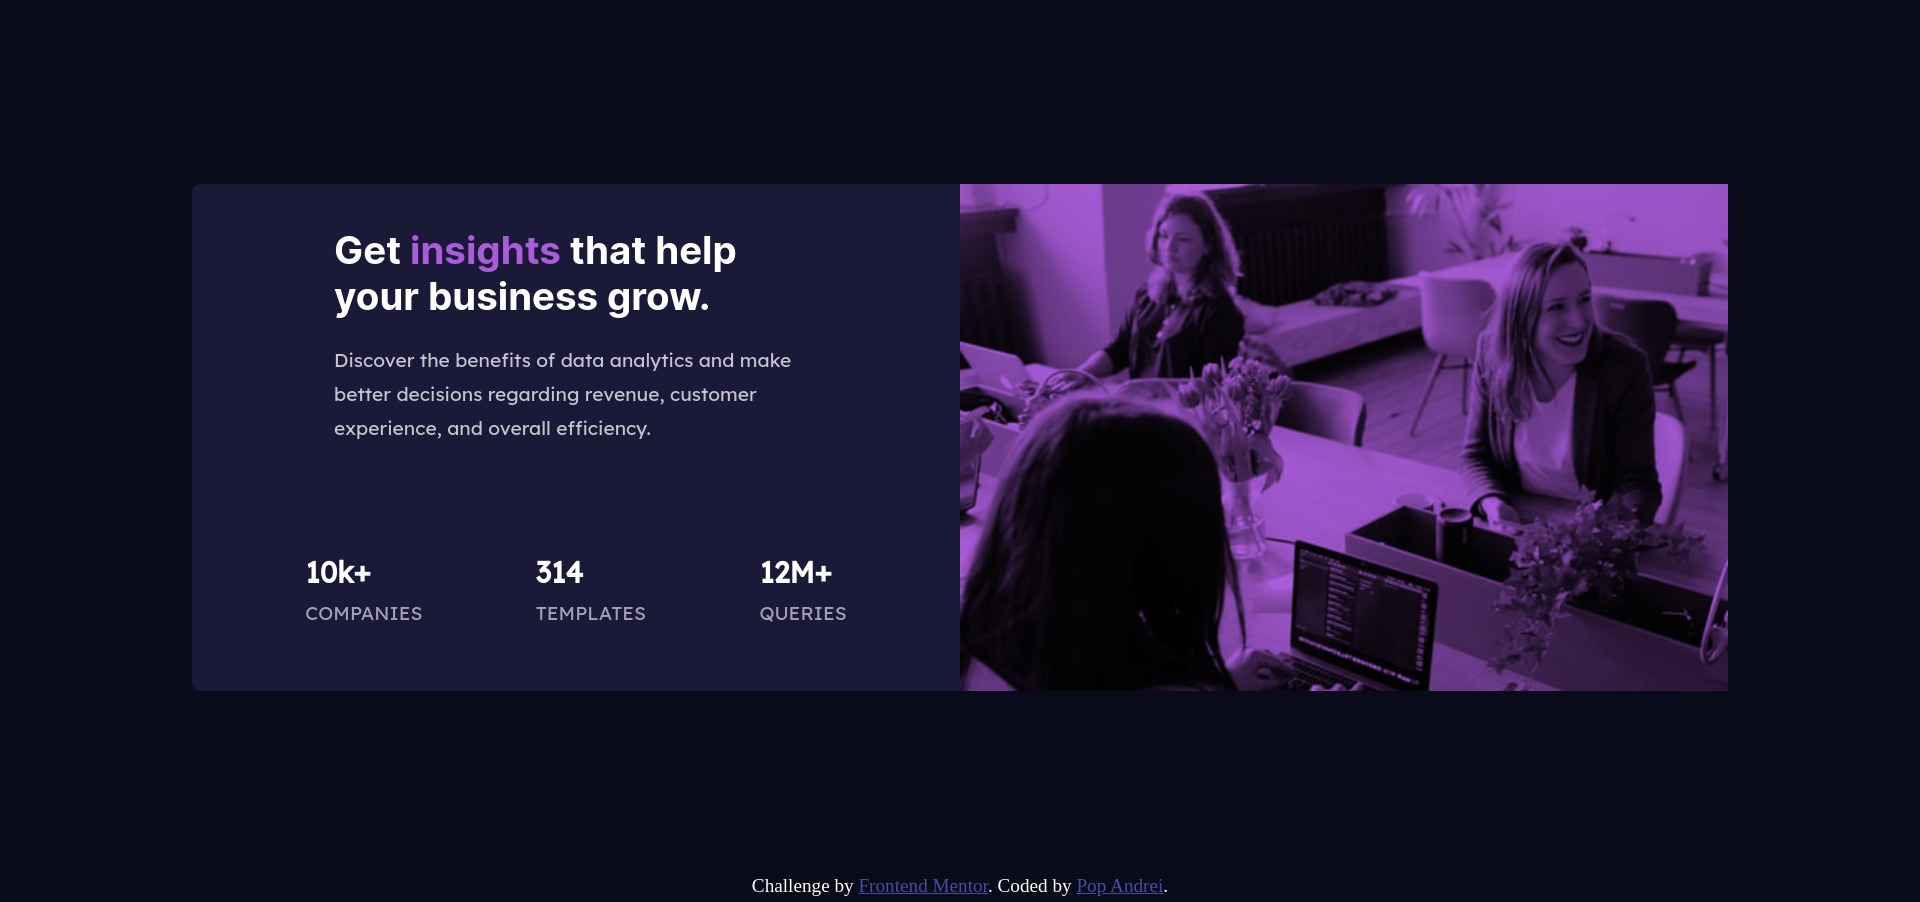 Get insights that help
your business grow.
Discover the benefits of data analytics and make
better decisions regarding revenue, customer
experience, and overall efficiency.
10k+
COMPANIES
314
TEMPLATES
12M+
QUERIES
Challenge by Frontend Mentor. Coded by Pop Andrei.